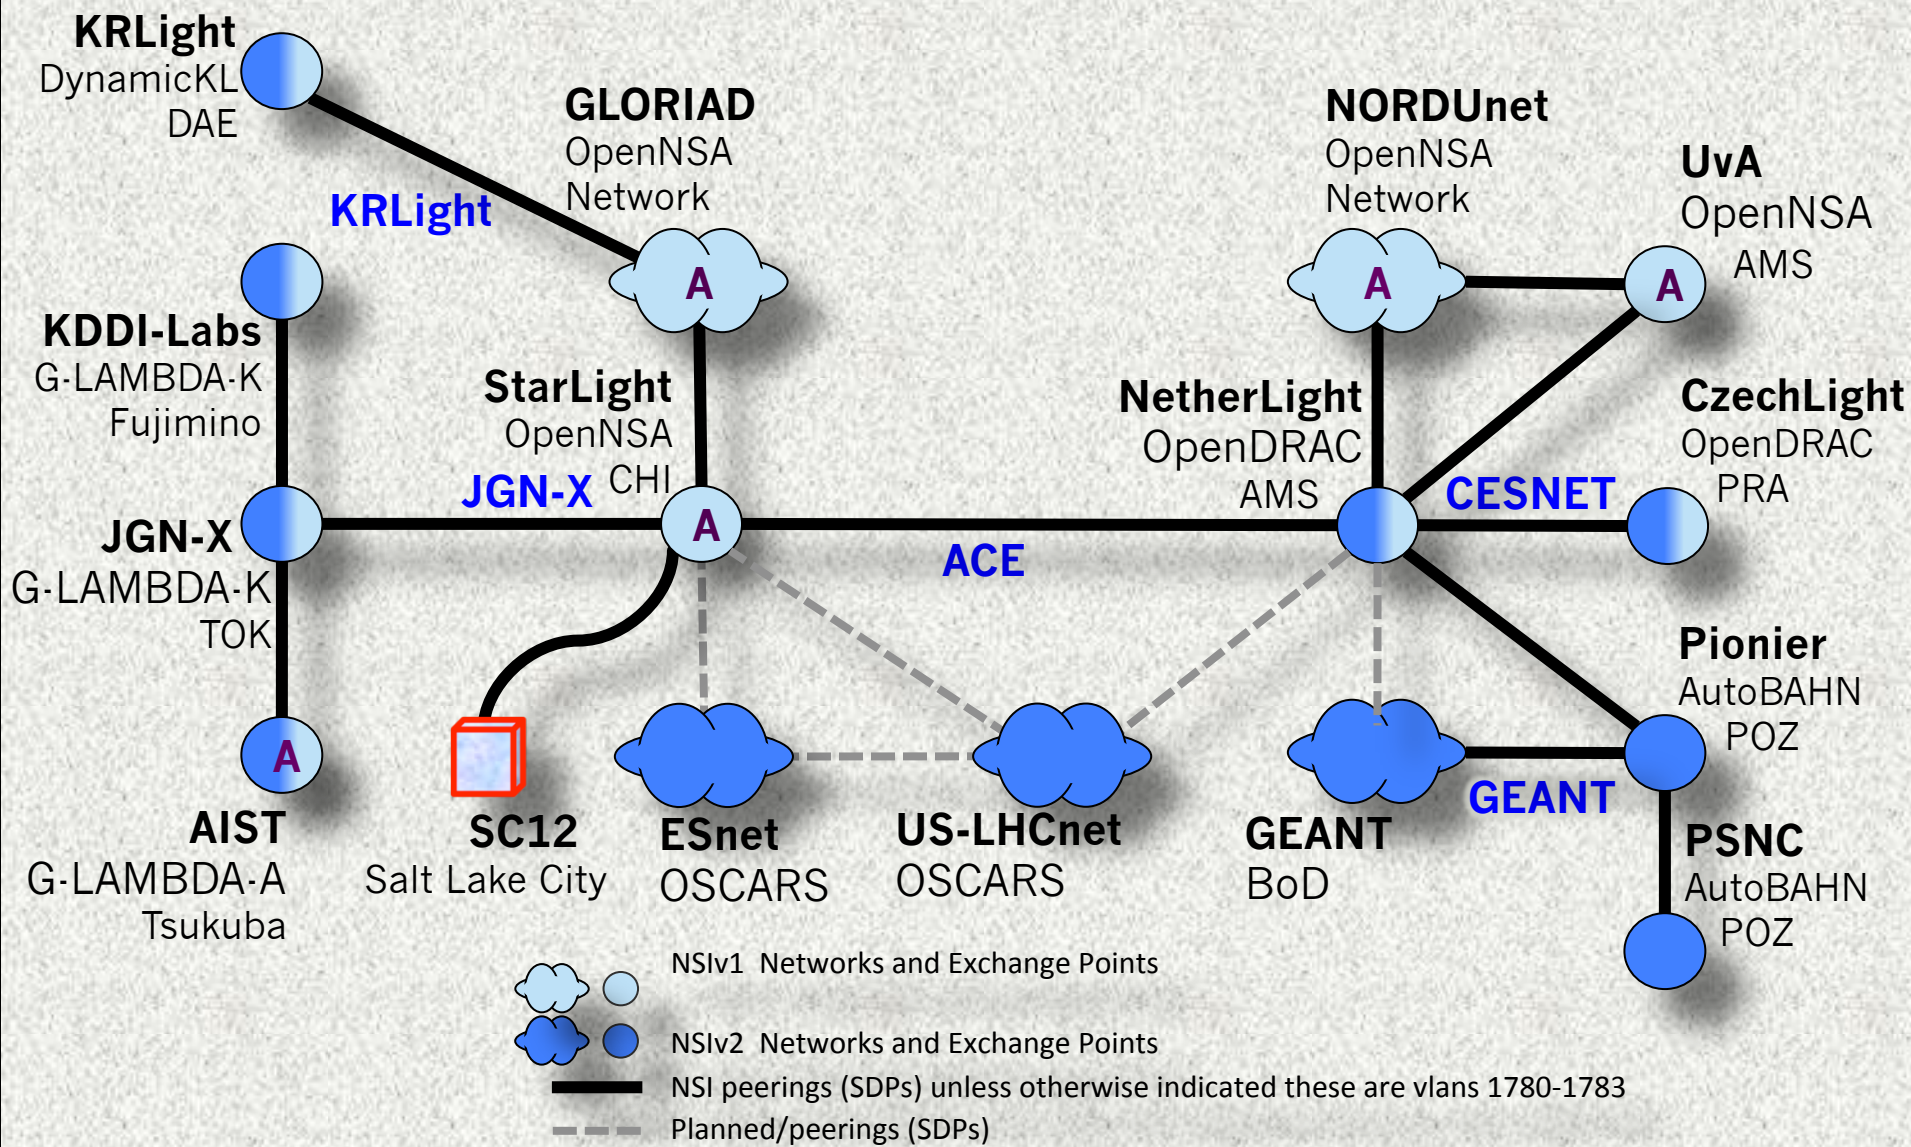 KRLight
DynamicKL
DAE
GLORIAD
OpenNSA
Network
A
KRLight
NORDUnet
OpenNSA
Network
A
UvA
OpenNSA
AMS
A
KDDI-Labs
G-LAMBDA-K
Fujimino
StarLight
OpenNSA
CHI
A
JGN-X
NetherLight
OpenDRAC
AMS
CzechLight
OpenDRAC
PRA
CESNET
JGN-X
G-LAMBDA-K
TOK
ACE
A
AIST
G-LAMBDA-A
Tsukuba
SC12
Salt Lake City
ESnet
OSCARS
US-LHCnet
OSCARS
GEANT
BoD
GEANT
Pionier
AutoBAHN
POZ
PSNC
AutoBAHN
POZ
NSIv1 Networks and Exchange Points
NSIv2 Networks and Exchange Points
NSI peerings (SDPs) unless otherwise indicated these are vlans 1780-1783
Planned/peerings (SDPs)